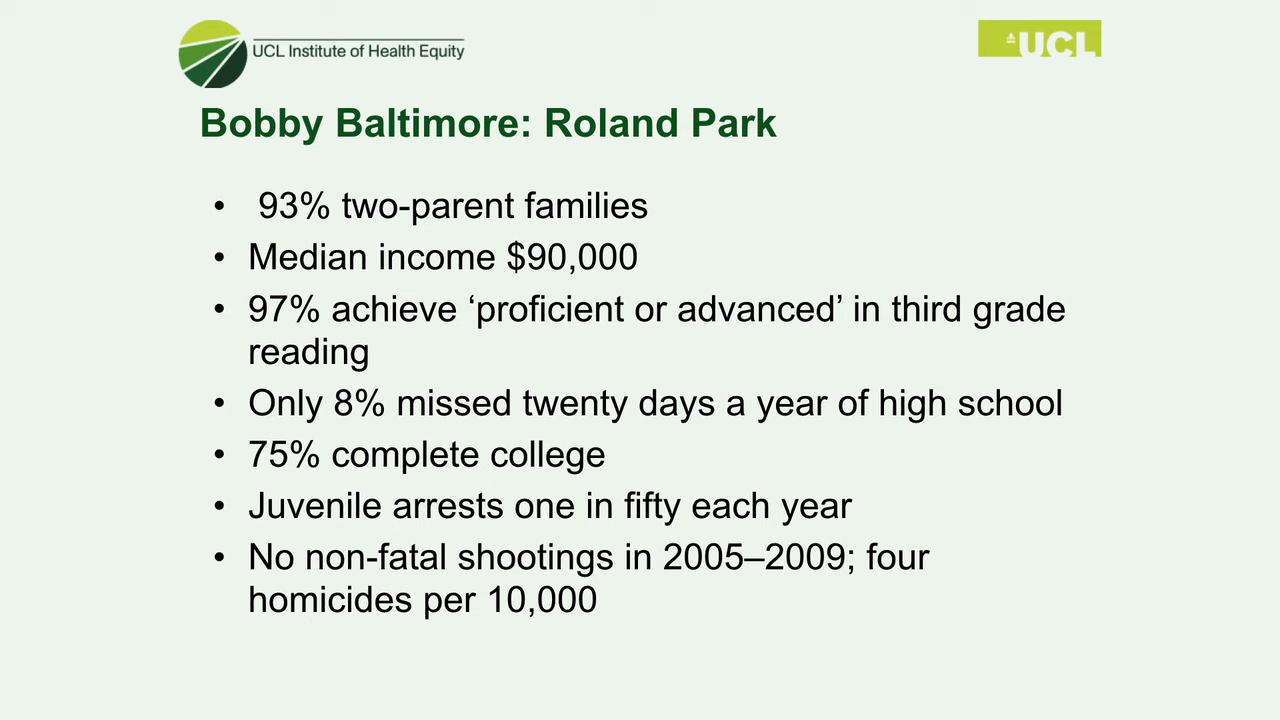 UCL Institute of Health Equity
UCL
Bobby Baltimore: Roland Park
• 93% two-parent families
• Median income $90,000
• 97% achieve ‘proficient or advanced’ in third grade
reading
• Only 8% missed twenty days a year of high school
• 75% complete college
• Juvenile arrests one in fifty each year
• No non-fatal shootings in 2005–2009; four
homicides per 10,000